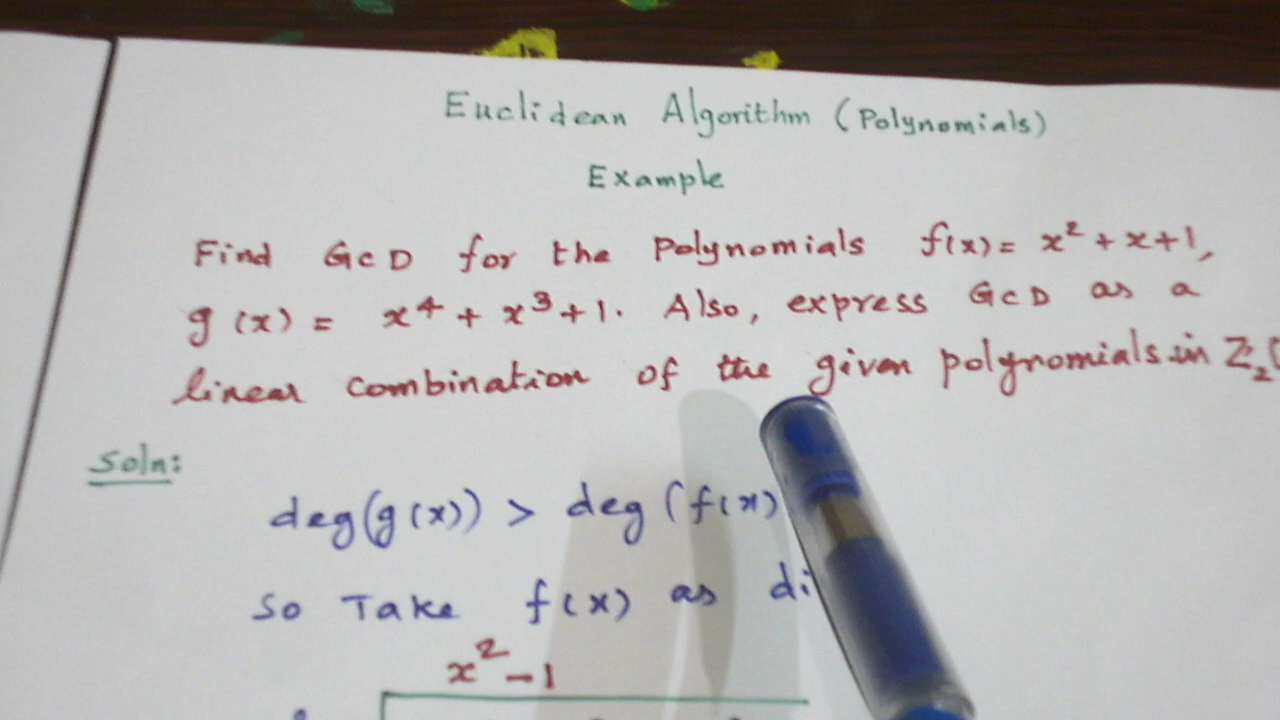 Euclidean Algorithm (Polynomials)
Example
Find GCD for the Polynomials f(x) = x² + x + 1,
g(x) = x⁴ + x³ + 1. Also, express GCD as a
linear combination of the given polynomials in Z₂[
Soln:
deg(g(x)) > deg(f(x)
So Take f(x) as
x² - 1